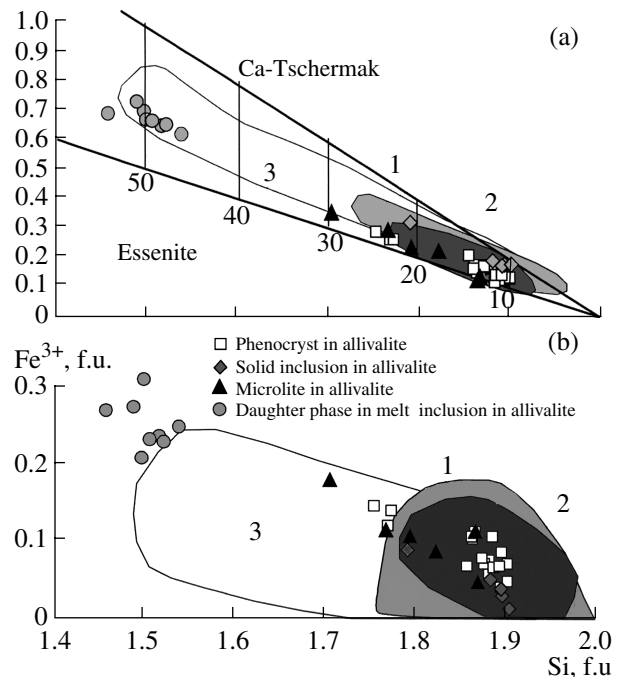 1.0 (a)
0.9
0.8 Ca-Tschermak
0.7
0.6
0.5 3 1
50 2
0.4 40
0.3 30
Essenite 20
0.2
0.1 10
0
Fe3+, f.u. (b)
Phenocryst in allivalite
Solid inclusion in allivalite
0.3 Microlite in allivalite
Daughter phase in melt inclusion in allivalite
0.2 1
2
0.1 3
0
1.4 1.5 1.6 1.7 1.8 1.9 2.0
Si, f.u